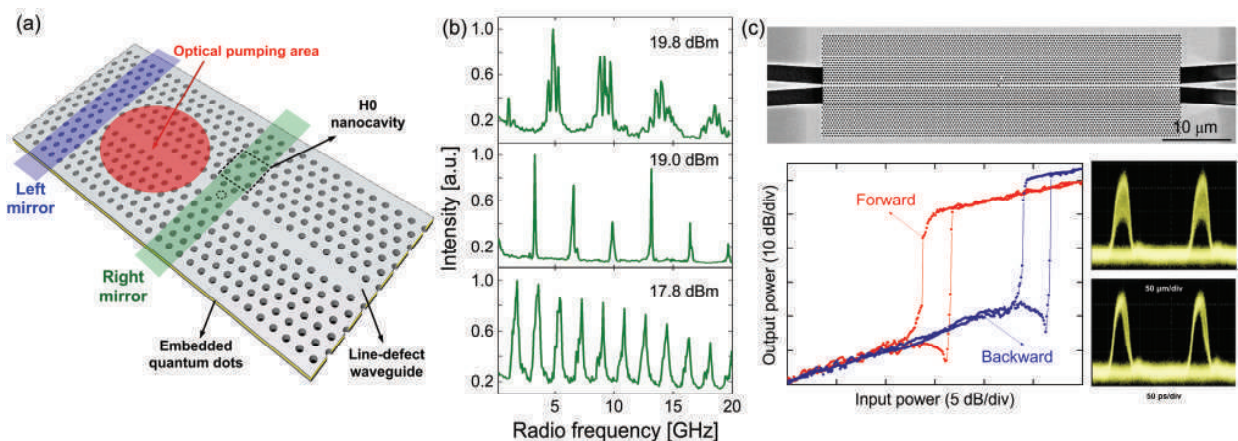 (a)
Optical pumping area
H0
nanocavity
Left
mirror
Right
mirror
Embedded
quantum dots
Line-defect
waveguide
(b)
Intensity [a.u.]
1.0
0.6
0.2
19.8 dBm
1.0
0.6
0.2
19.0 dBm
1.0
0.6
0.2
17.8 dBm
5
10
15
20
Radio frequency [GHz]
(c)
10 μm
Output power (10 dB/div)
Forward
Backward
Input power (5 dB/div)
50 μm/div
50 ps/div